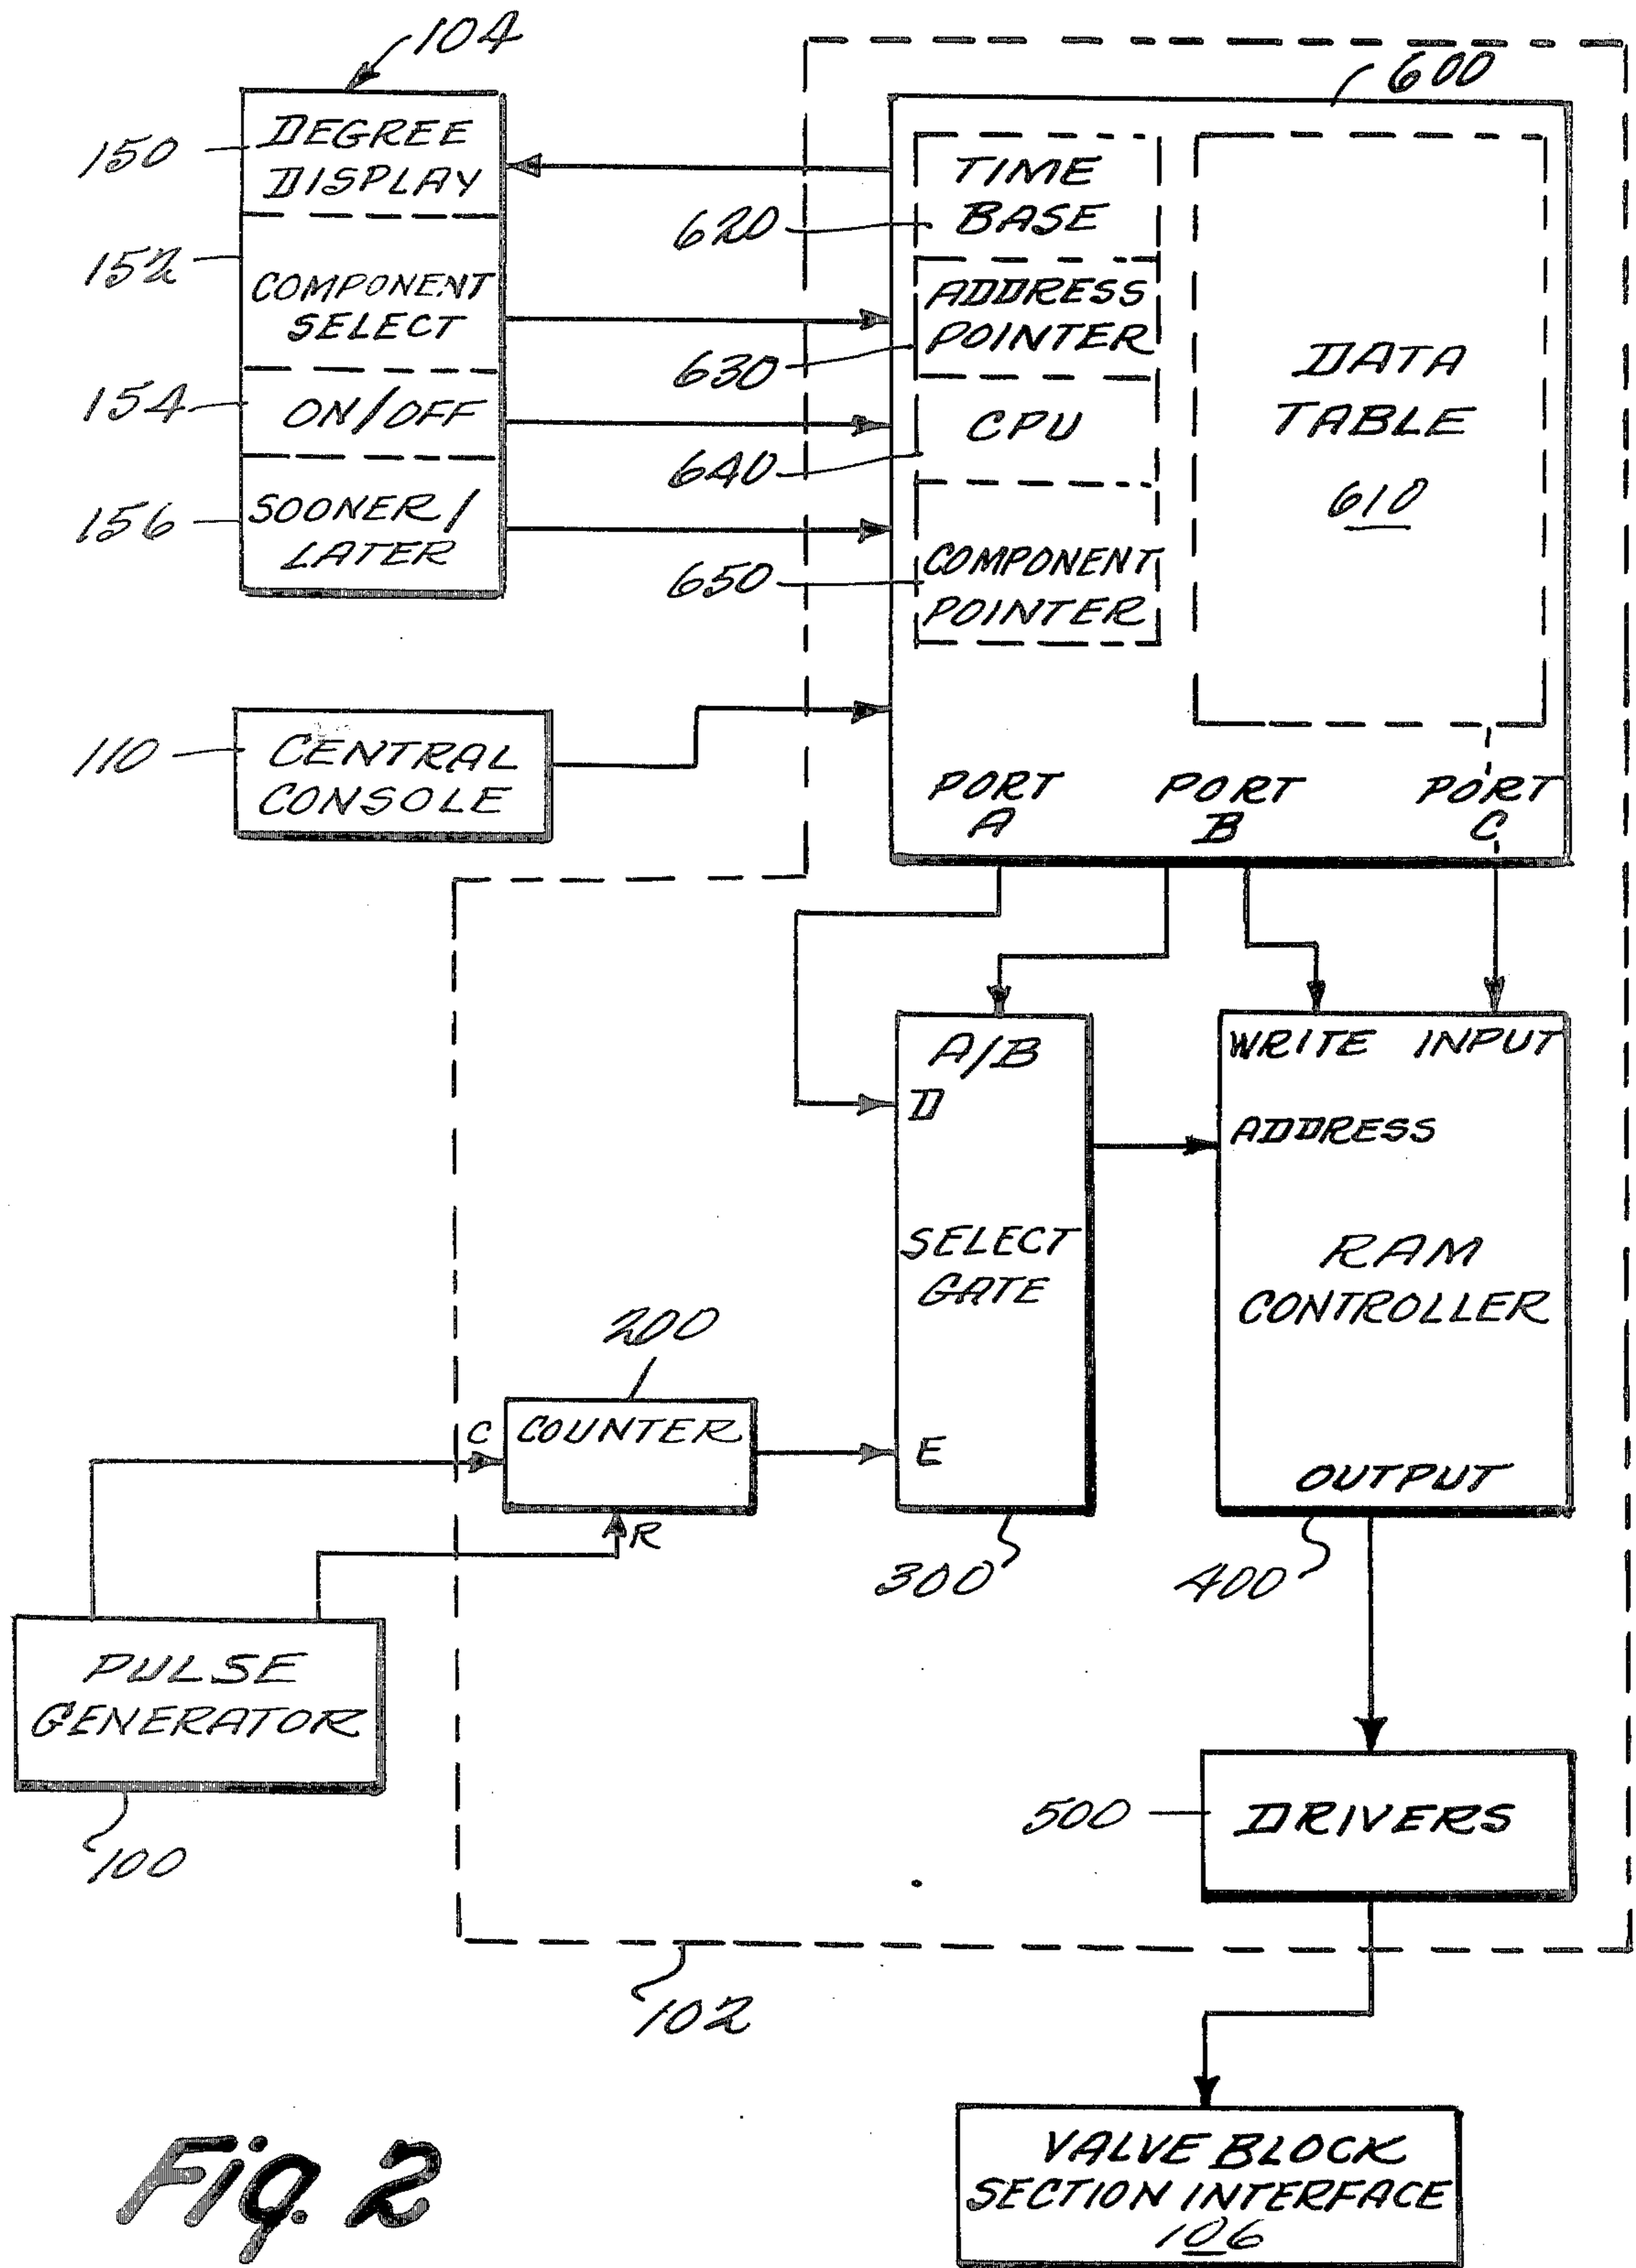 104
150
DEGREE
DISPLAY
152
COMPONENT
SELECT
154
ON/OFF
156
SOONER/
LATER
110
CENTRAL
CONSOLE
600
620
TIME
BASE
630
ADDRESS
POINTER
640
CPU
650
COMPONENT
POINTER
DATA
TABLE
610
PORT
A
PORT
B
PORT
C
A/B
D
SELECT
GATE
E
300
WRITE INPUT
ADDRESS
RAM
CONTROLLER
OUTPUT
400
200
C
COUNTER
R
PULSE
GENERATOR
100
500
DRIVERS
102
VALVE BLOCK
SECTION INTERFACE
106
Fig. 2